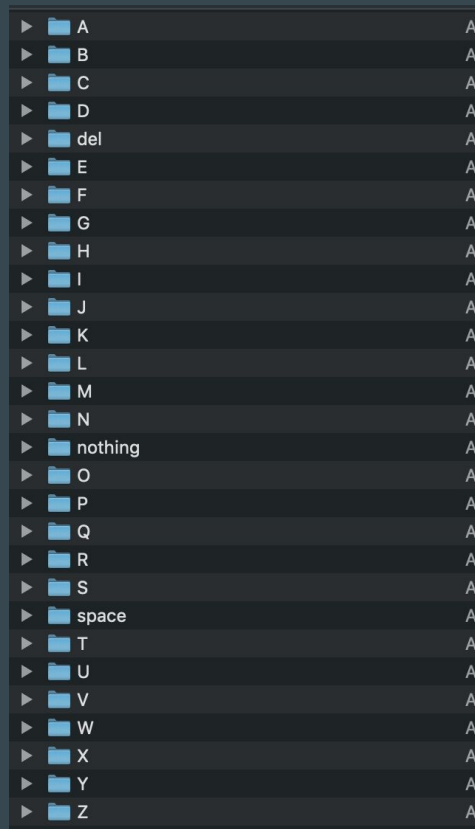 A A
B A
C A
D A
del A
E A
F A
G A
H A
I A
J A
K A
L A
M A
N A
nothing A
O A
P A
Q A
R A
S A
space A
T A
U A
V A
W A
X A
Y A
Z A